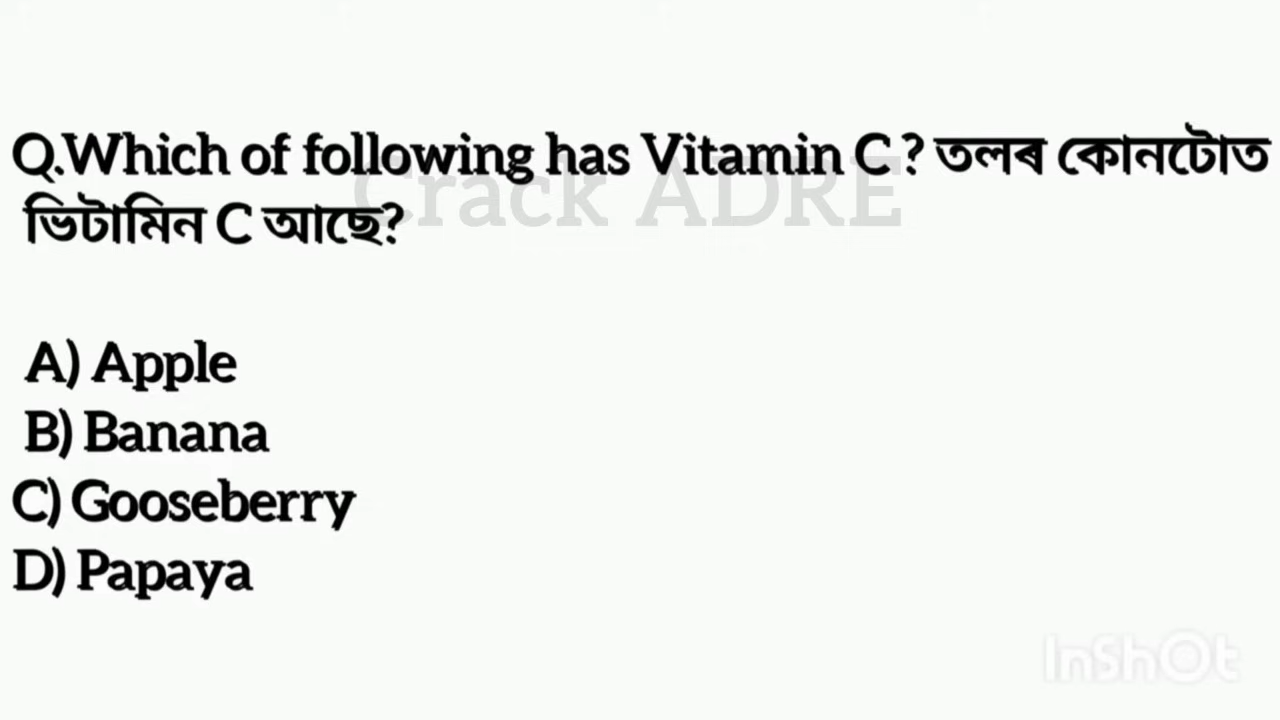 Q.Which of following has Vitamin C ? তলৰ কোনটোত
ভিটামিন C আছে?
Crack ADRE
A) Apple
B) Banana
C) Gooseberry
D) Papaya
InShOt